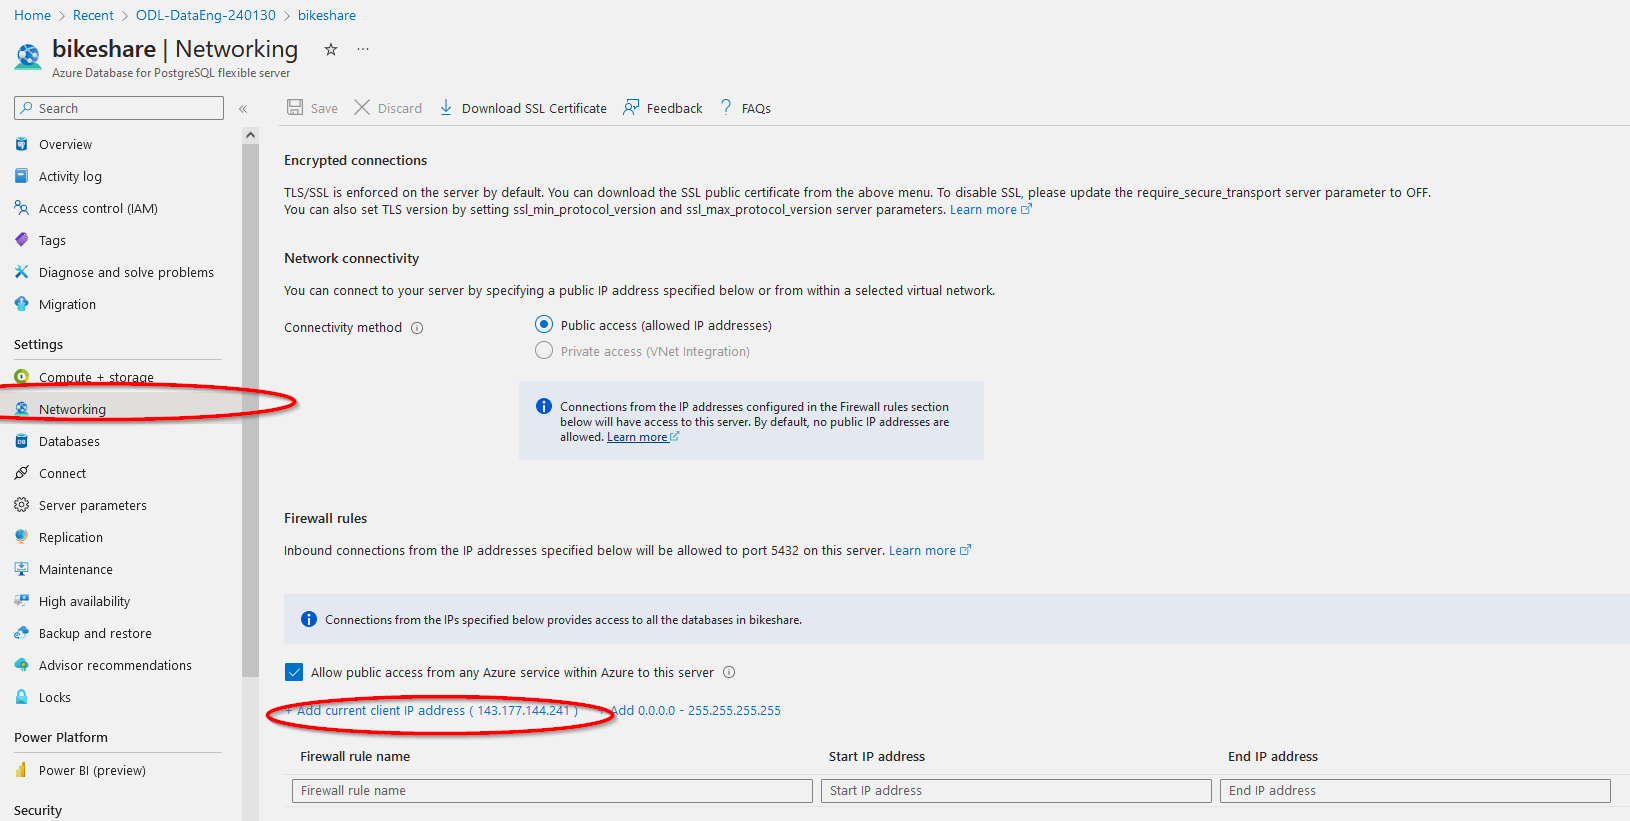 Home > Recent > ODL-DataEng-240130 > bikeshare
bikeshare | Networking
Azure Database for PostgreSQL flexible server
Search
Overview
Activity log
Access control (IAM)
Tags
Diagnose and solve problems
Migration
Settings
Compute + storage
Networking
Databases
Connect
Server parameters
Replication
Maintenance
High availability
Backup and restore
Advisor recommendations
Locks
Power Platform
Power BI (preview)
Security
Save Discard Download SSL Certificate Feedback FAQs
Encrypted connections
TLS/SSL is enforced on the server by default. You can download the SSL public certificate from the above menu. To disable SSL, please update the require_secure_transport server parameter to OFF.
You can also set TLS version by setting ssl_min_protocol_version and ssl_max_protocol_version server parameters. Learn more
Network connectivity
You can connect to your server by specifying a public IP address specified below or from within a selected virtual network.
Connectivity method
Public access (allowed IP addresses)
Private access (VNet Integration)
Connections from the IP addresses configured in the Firewall rules section
below will have access to this server. By default, no public IP addresses are
allowed. Learn more
Firewall rules
Inbound connections from the IP addresses specified below will be allowed to port 5432 on this server. Learn more
Connections from the IPs specified below provides access to all the databases in bikeshare.
Allow public access from any Azure service within Azure to this server
+ Add current client IP address ( 143.177.144.241 ) + Add 0.0.0.0 - 255.255.255.255
Firewall rule name Start IP address End IP address
Firewall rule name Start IP address End IP address